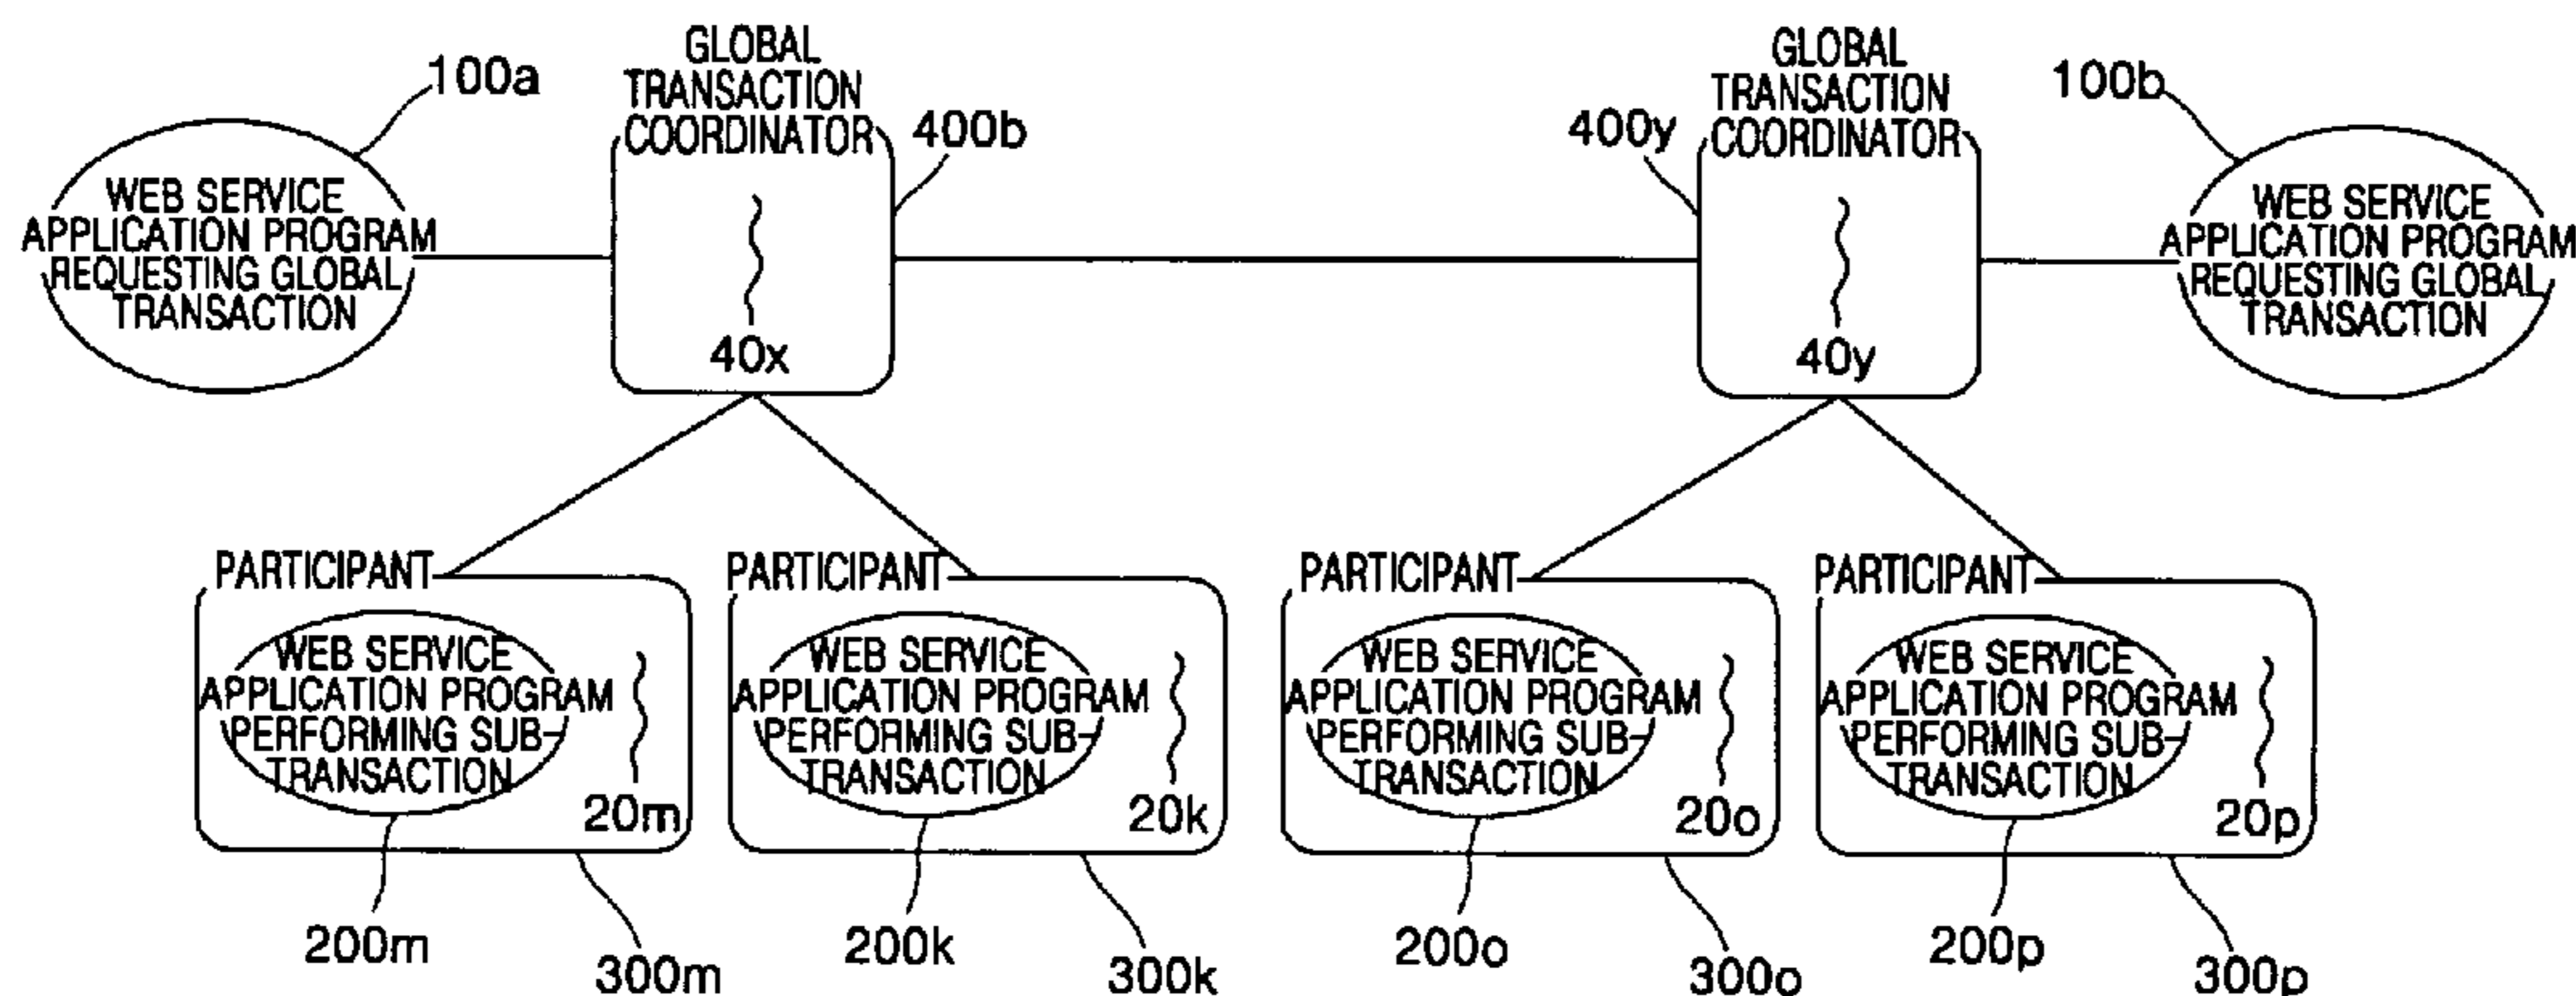 100a
GLOBAL
TRANSACTION
COORDINATOR
400b
WEB SERVICE
APPLICATION PROGRAM
REQUESTING GLOBAL
TRANSACTION
40x
GLOBAL
TRANSACTION
COORDINATOR
400y
40y
100b
WEB SERVICE
APPLICATION PROGRAM
REQUESTING GLOBAL
TRANSACTION
PARTICIPANT
WEB SERVICE
APPLICATION PROGRAM
PERFORMING SUB-
TRANSACTION
20m
200m
300m
PARTICIPANT
WEB SERVICE
APPLICATION PROGRAM
PERFORMING SUB-
TRANSACTION
20k
200k
300k
PARTICIPANT
WEB SERVICE
APPLICATION PROGRAM
PERFORMING SUB-
TRANSACTION
20o
200o
300o
PARTICIPANT
WEB SERVICE
APPLICATION PROGRAM
PERFORMING SUB-
TRANSACTION
20p
200p
300p